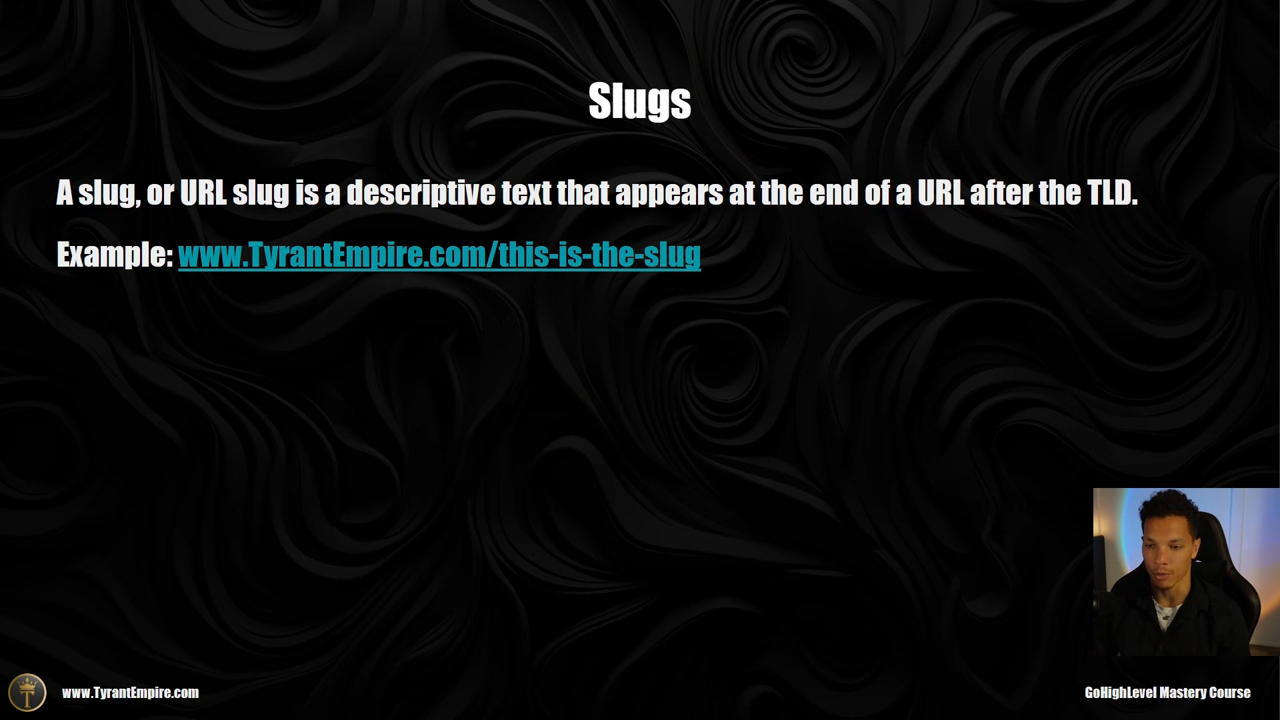 Slugs
A slug, or URL slug is a descriptive text that appears at the end of a URL after the TLD.
Example: www.TyrantEmpire.com/this-is-the-slug
www.TyrantEmpire.com
GoHighLevel Mastery Course